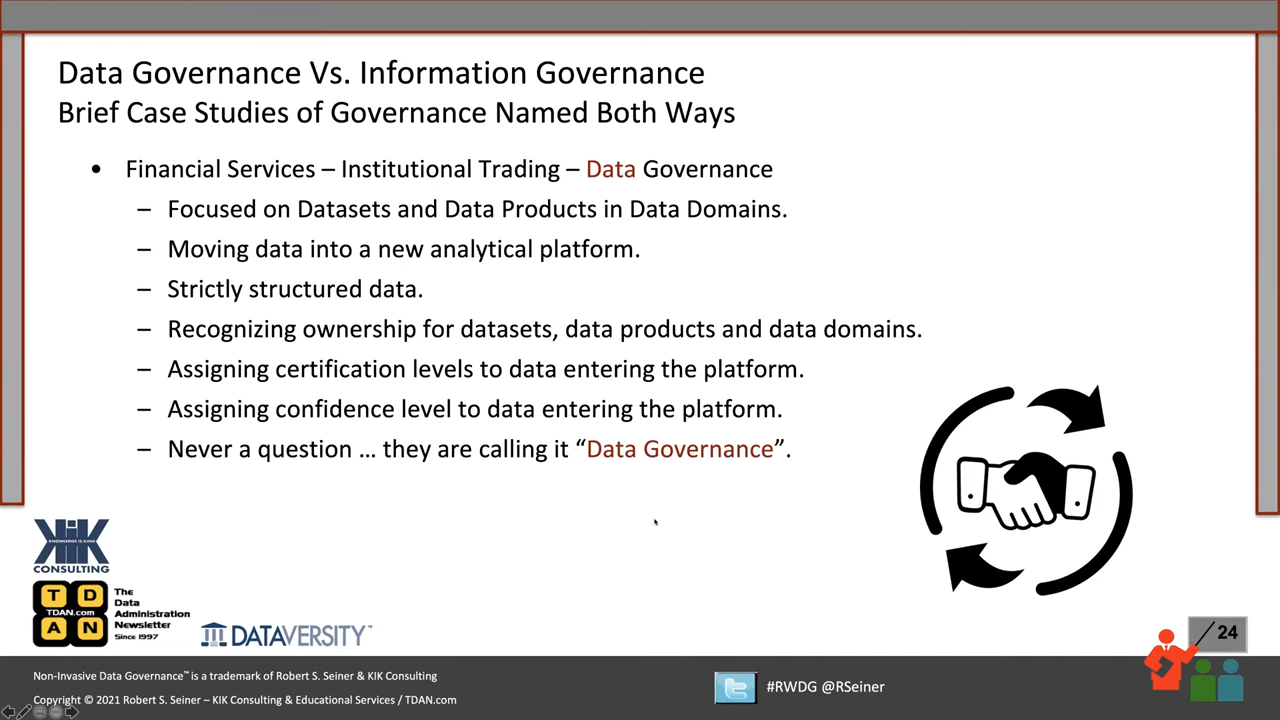 Data Governance Vs. Information Governance
Brief Case Studies of Governance Named Both Ways
• Financial Services – Institutional Trading – Data Governance
– Focused on Datasets and Data Products in Data Domains.
– Moving data into a new analytical platform.
– Strictly structured data.
– Recognizing ownership for datasets, data products and data domains.
– Assigning certification levels to data entering the platform.
– Assigning confidence level to data entering the platform.
– Never a question … they are calling it “Data Governance”.
KIK
KNOWLEDGE IS KING
CONSULTING
T D
TDAN.com
A N
The
Data
Administration
Newsletter
Since 1997
DATAVERSITY™
24
Non-Invasive Data Governance™ is a trademark of Robert S. Seiner & KIK Consulting
Copyright © 2021 Robert S. Seiner – KIK Consulting & Educational Services / TDAN.com
#RWDG @RSeiner